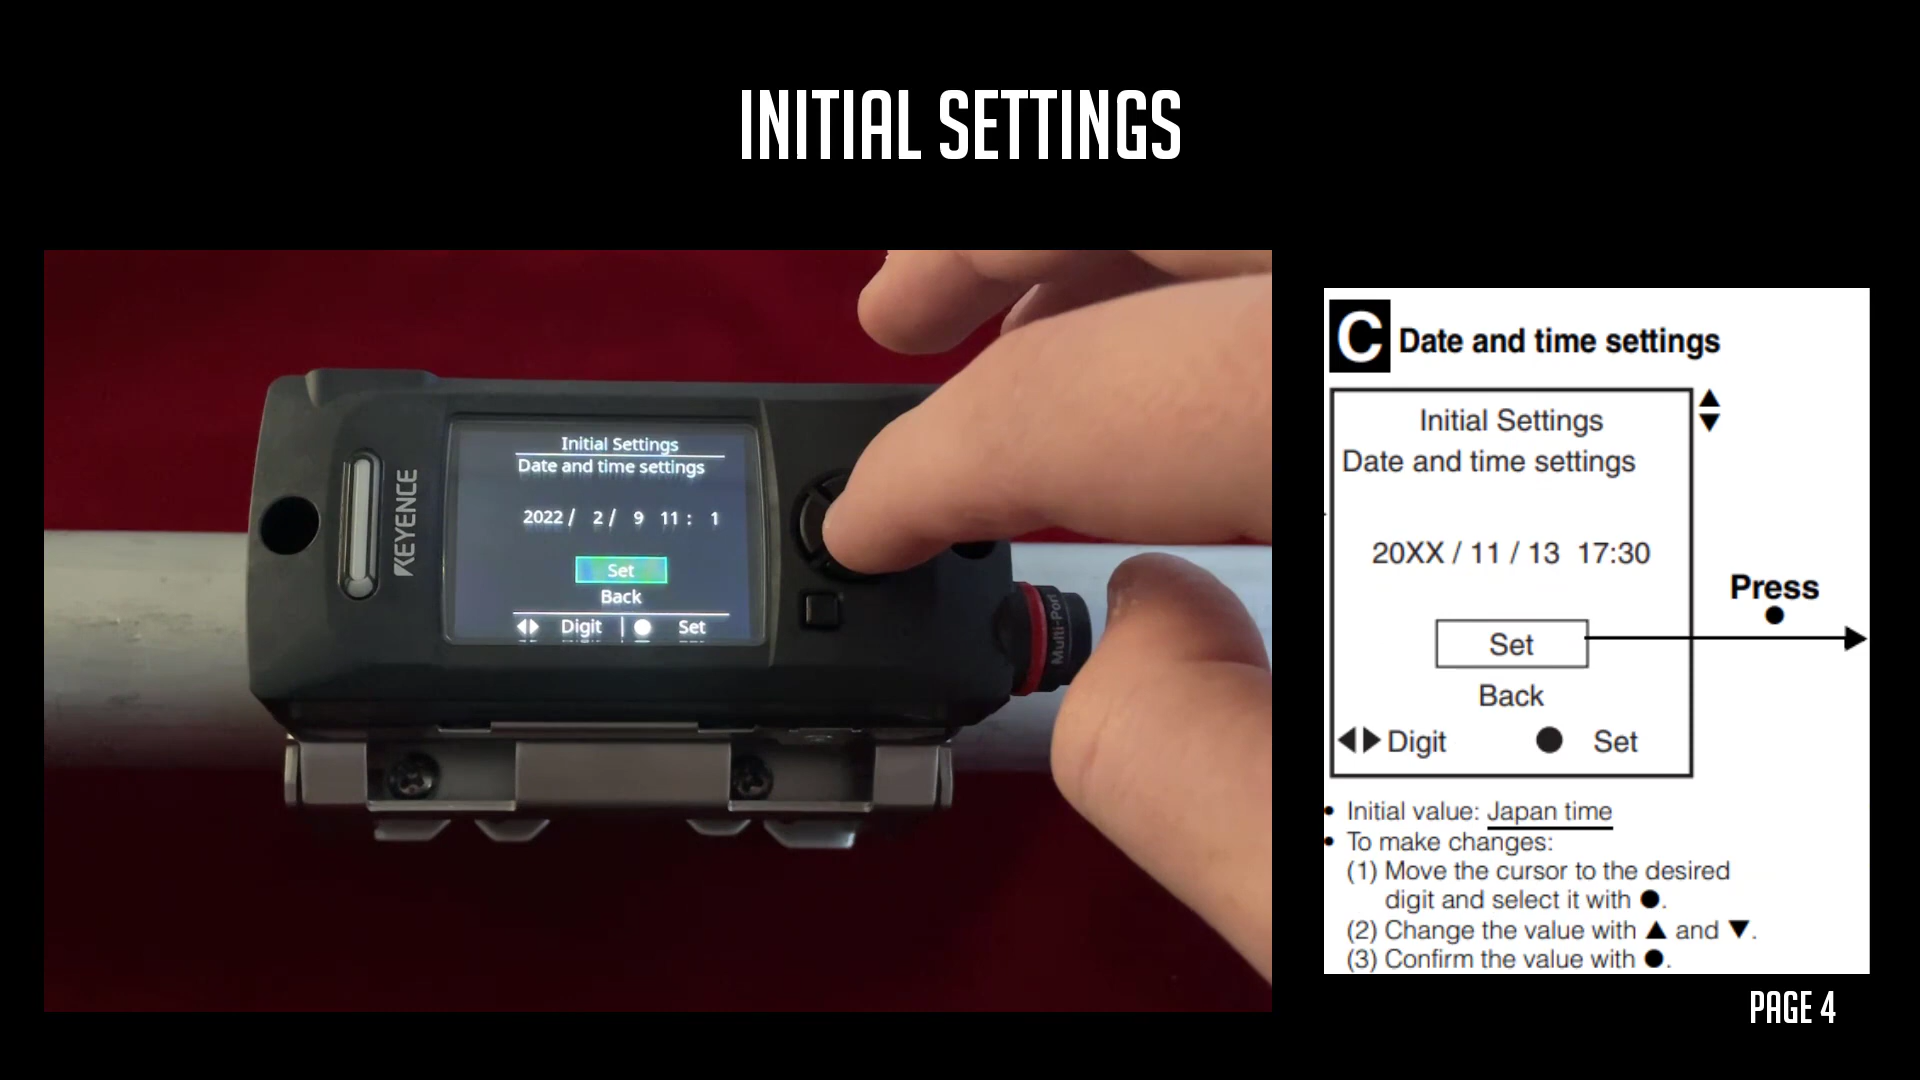 INITIAL SETTINGS
KEYENCE
Initial Settings
Date and time settings
2022 / 2 / 9 11 : 1
Set
Back
◀▶ Digit | ● Set
Multi-Port
C Date and time settings
Initial Settings
Date and time settings
20XX / 11 / 13 17:30
Press
●
Set
Back
◀▶ Digit ● Set
• Initial value: Japan time
• To make changes:
(1) Move the cursor to the desired
digit and select it with ●.
(2) Change the value with ▲ and ▼.
(3) Confirm the value with ●.
PAGE 4